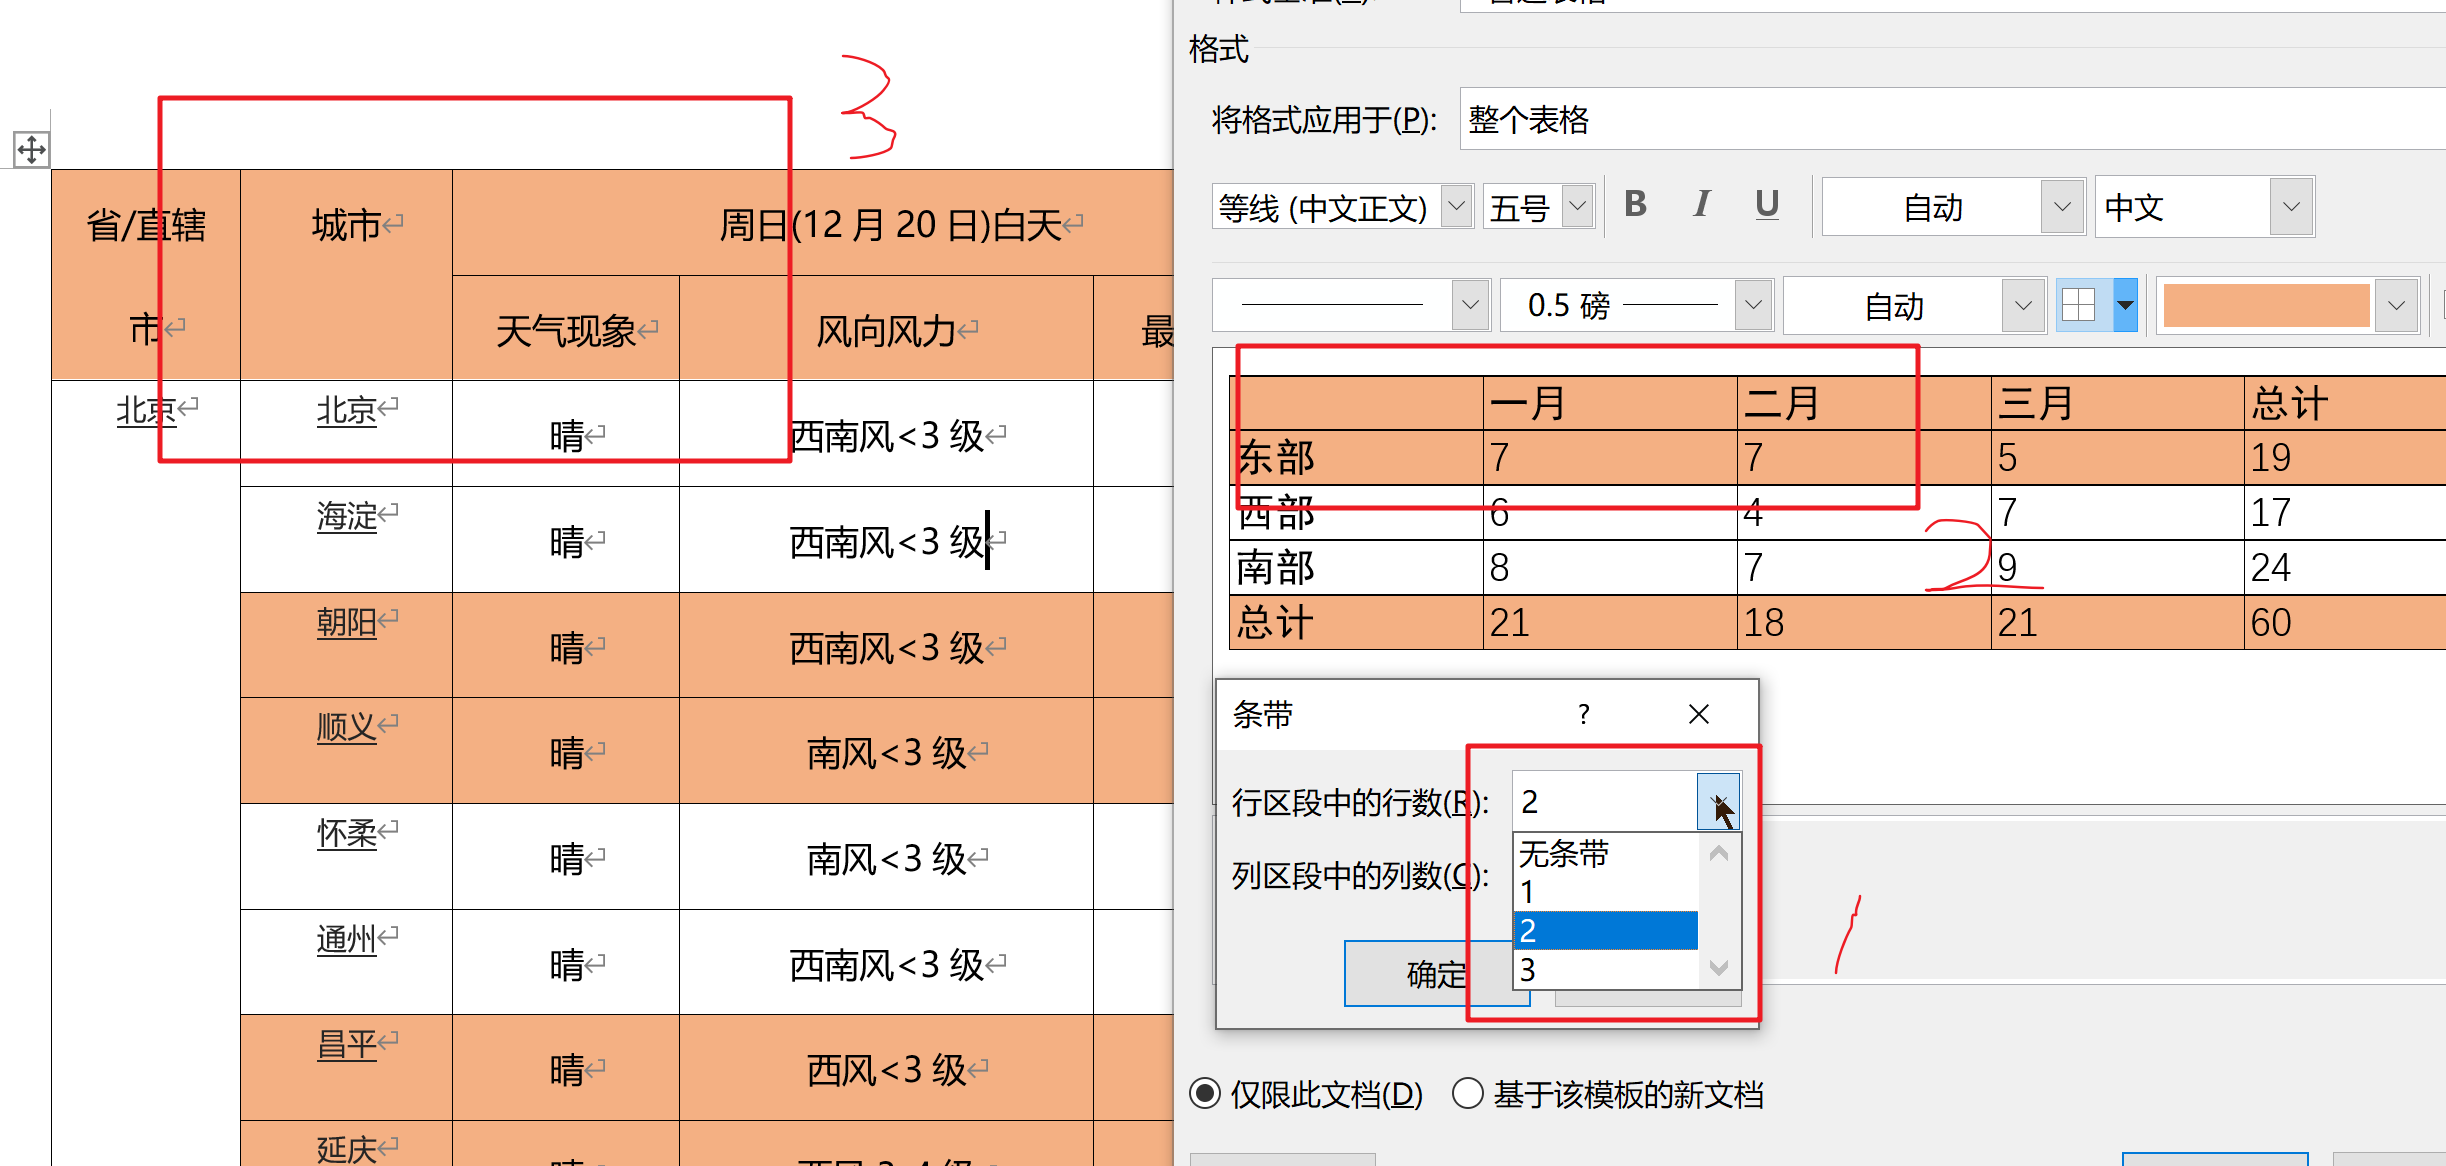 格式
将格式应用于(P): 整个表格
等线 (中文正文) 五号 B I U 自动 中文
0.5 磅 自动
一月 二月 三月 总计
东部 7 7 5 19
西部 6 4 7 17
南部 8 7 9 24
总计 21 18 21 60
条带 ?
行区段中的行数(R): 2
无条带
列区段中的列数(C):
1
2
3
确定
仅限此文档(D) 基于该模板的新文档
3
2
1
省/直辖市 城市 周日(12 月 20 日)白天
天气现象 风向风力 最
北京 北京 晴 西南风<3 级
海淀 晴 西南风<3 级
朝阳 晴 西南风<3 级
顺义 晴 南风<3 级
怀柔 晴 南风<3 级
通州 晴 西南风<3 级
昌平 晴 西风<3 级
延庆